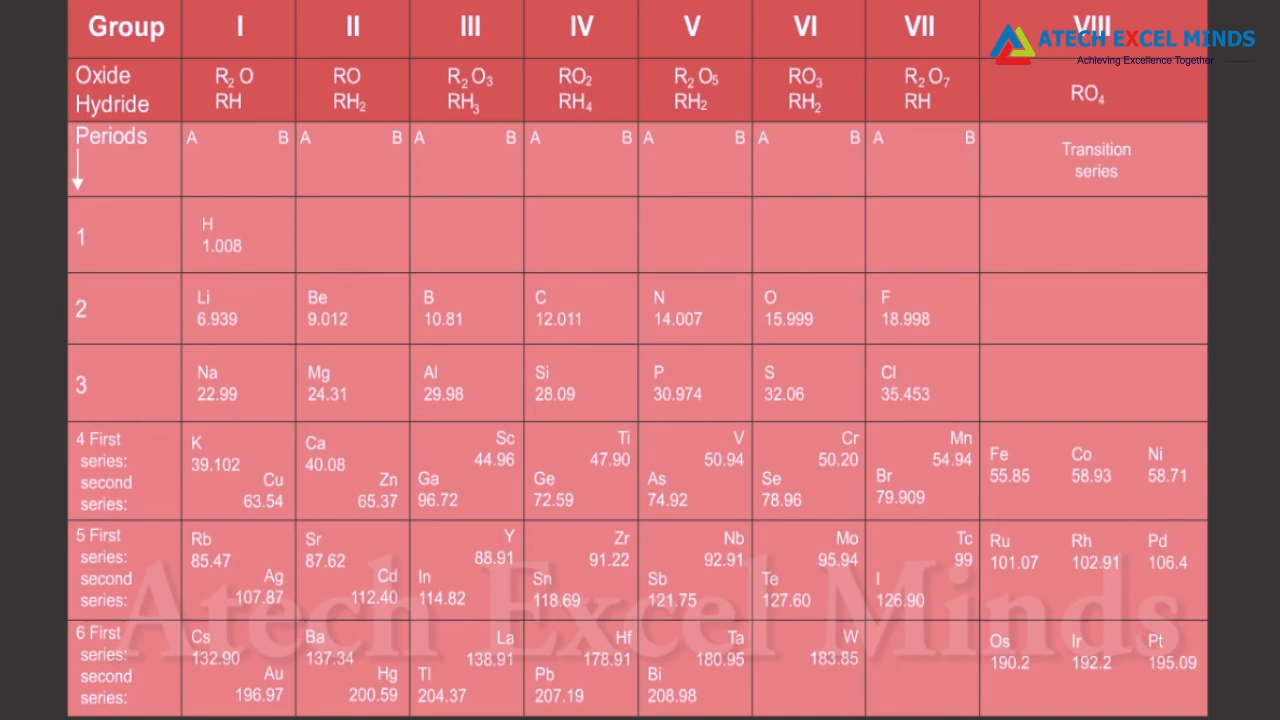 Group I II III IV V VI VII VIII
ATECH EXCEL MINDS
Achieving Excellence Together
Oxide R₂O RO R₂O₃ RO₂ R₂O₅ RO₃ R₂O₇ RO₄
Hydride RH RH₂ RH₃ RH₄ RH₂ RH₂ RH
Periods A B A B A B A B A B A B A B Transition
series
1 H
1.008
2 Li Be B C N O F
6.939 9.012 10.81 12.011 14.007 15.999 18.998
3 Na Mg Al Si P S Cl
22.99 24.31 29.98 28.09 30.974 32.06 35.453
4 First K Ca Sc Ti V Cr Mn Fe Co Ni
series: 39.102 40.08 44.96 47.90 50.94 50.20 54.94 55.85 58.93 58.71
second Cu Zn Ga Ge As Se Br
series: 63.54 65.37 96.72 72.59 74.92 78.96 79.909
5 First Rb Sr Y Zr Nb Mo Tc Ru Rh Pd
series: 85.47 87.62 88.91 91.22 92.91 95.94 99 101.07 102.91 106.4
second Ag Cd In Sn Sb Te I
series: 107.87 112.40 114.82 118.69 121.75 127.60 126.90
6 First Cs Ba La Hf Ta W Os Ir Pt
series: 132.90 137.34 138.91 178.91 180.95 183.85 190.2 192.2 195.09
second Au Hg Tl Pb Bi
series: 196.97 200.59 204.37 207.19 208.98
Atech Excel Minds